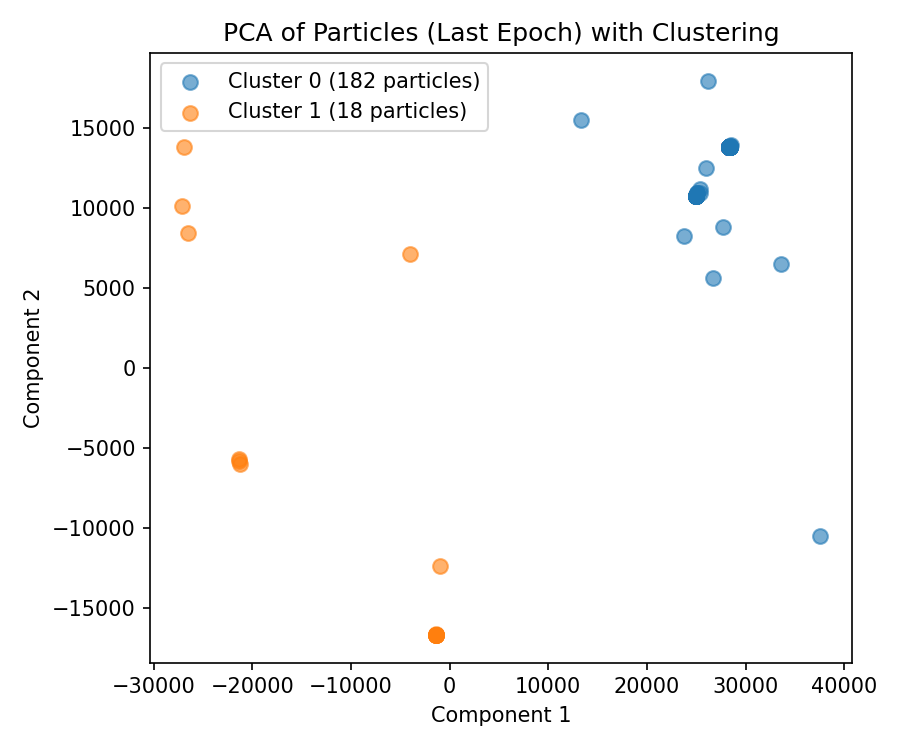 PCA of Particles (Last Epoch) with Clustering
Cluster 0 (182 particles)
Cluster 1 (18 particles)
15000
10000
5000
0
−5000
−10000
−15000
Component 2
−30000 −20000 −10000 0 10000 20000 30000 40000
Component 1